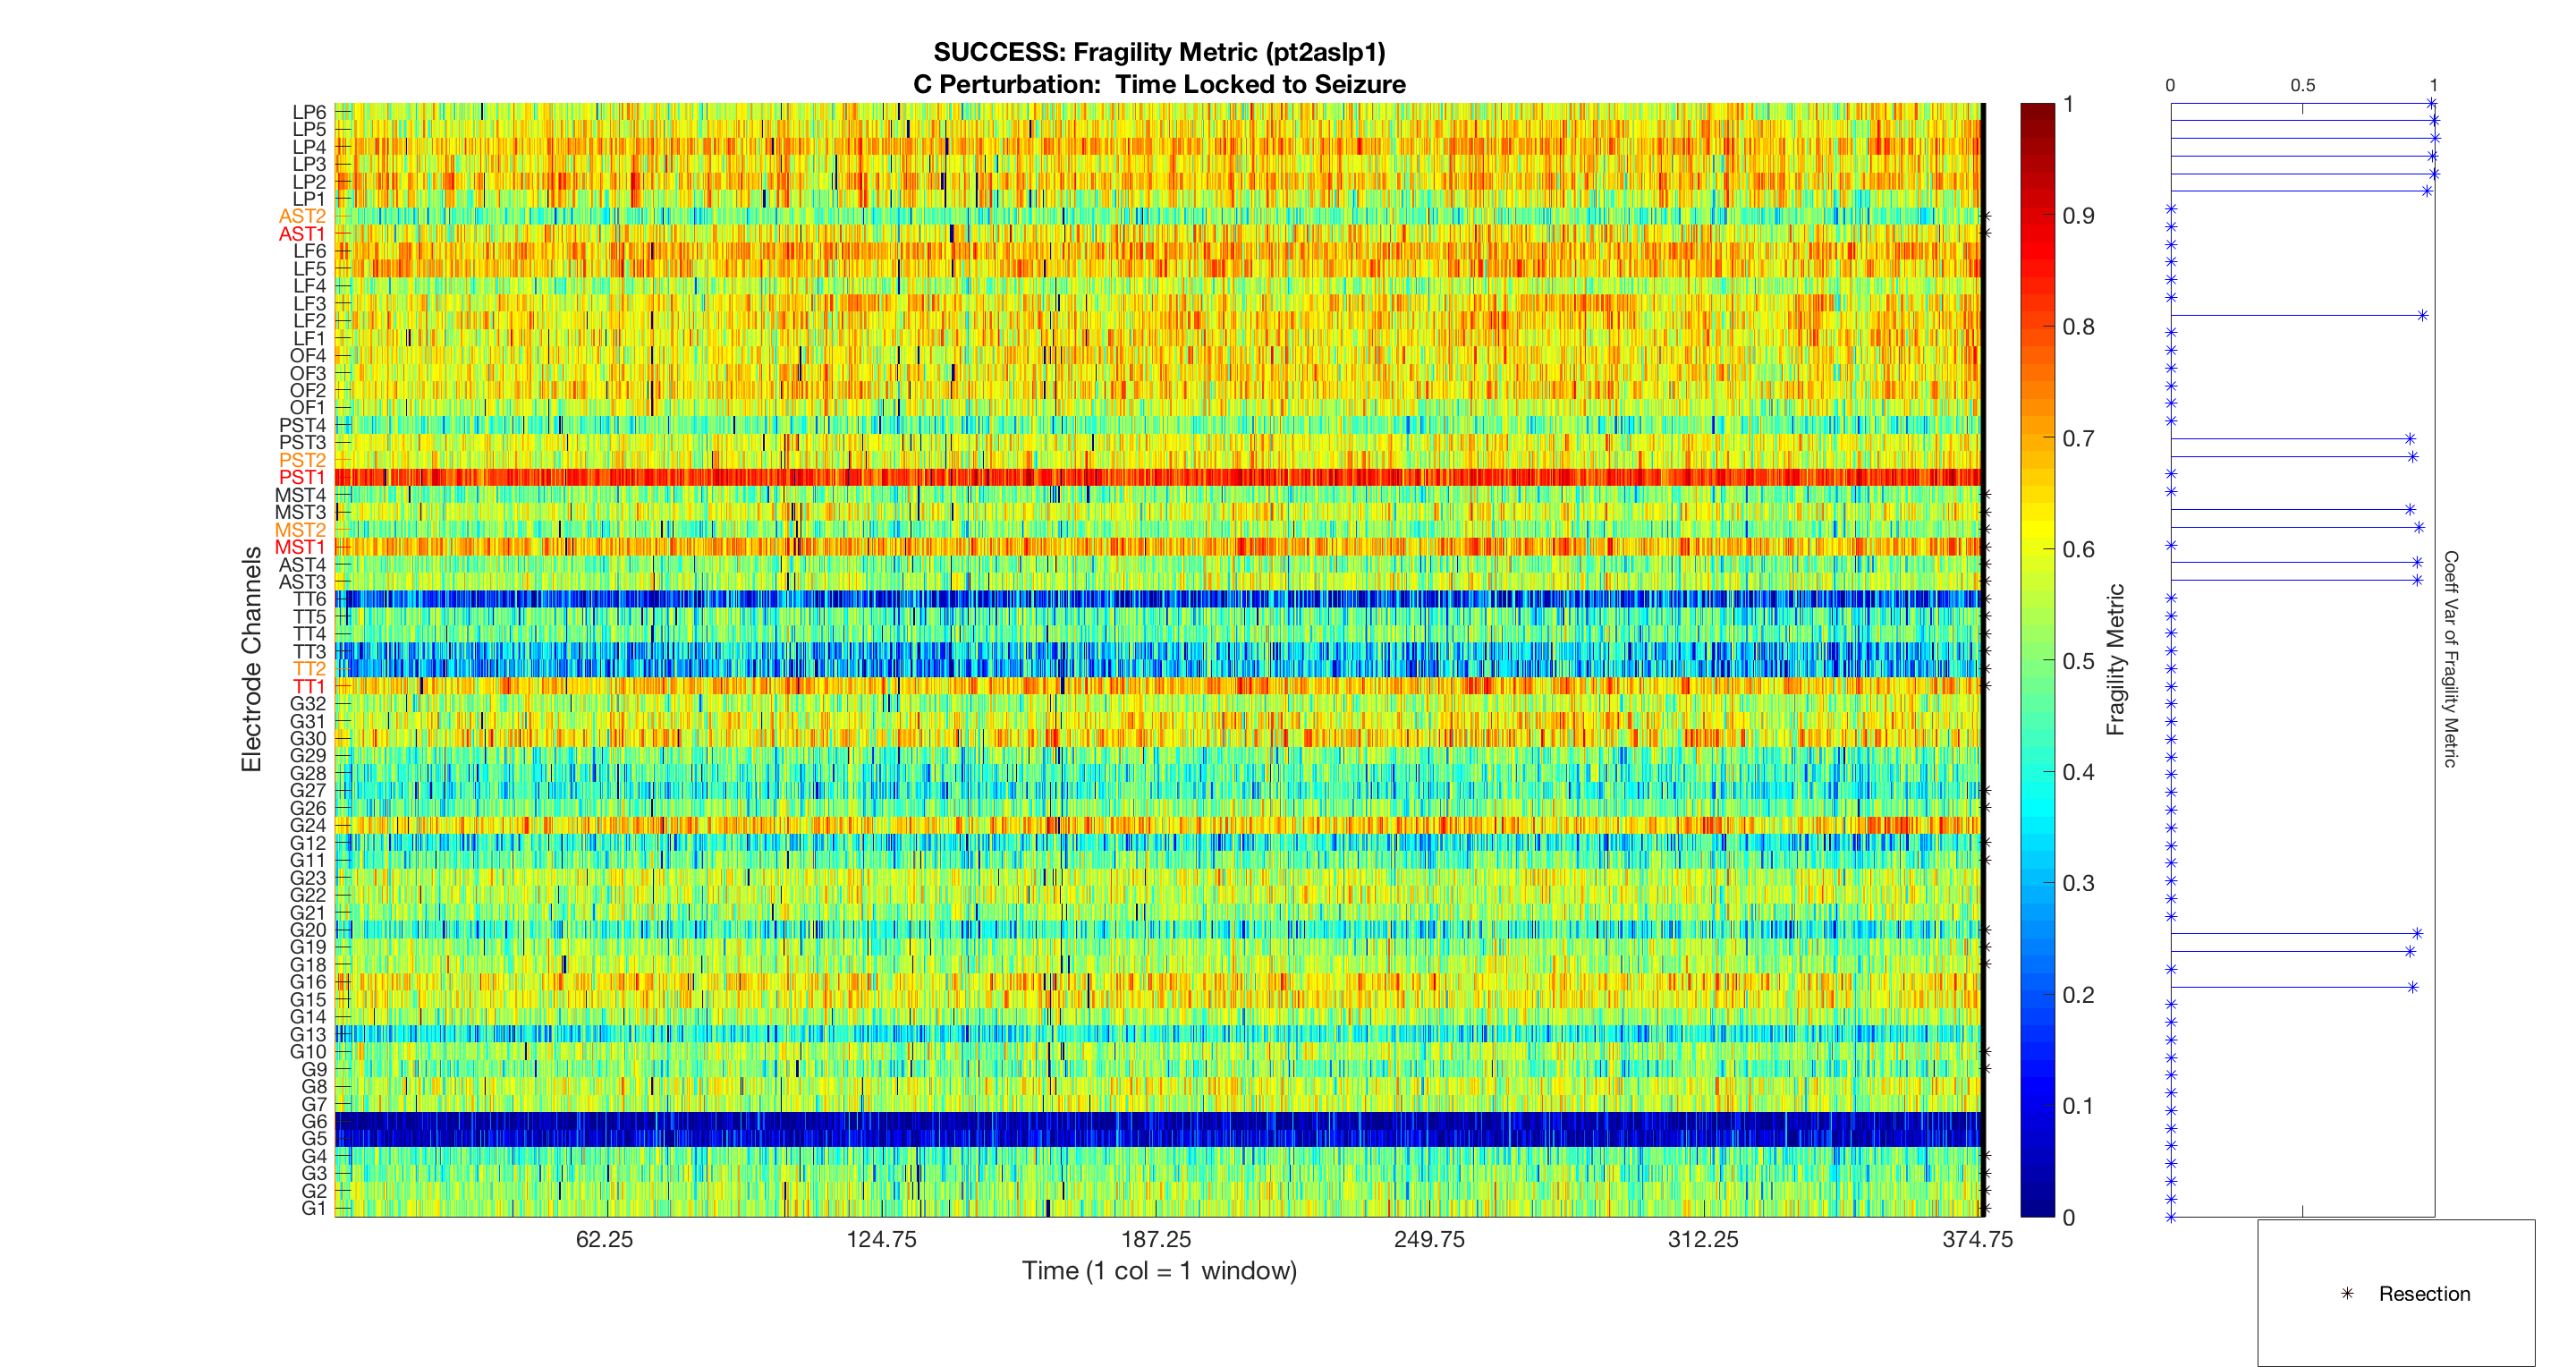 SUCCESS: Fragility Metric (pt2aslp1)
C Perturbation: Time Locked to Seizure
Electrode Channels
LP6
LP5
LP4
LP3
LP2
LP1
AST2
AST1
LF6
LF5
LF4
LF3
LF2
LF1
OF4
OF3
OF2
OF1
PST4
PST3
PST2
PST1
MST4
MST3
MST2
MST1
AST4
AST3
TT6
TT5
TT4
TT3
TT2
TT1
G32
G31
G30
G29
G28
G27
G26
G24
G12
G11
G23
G22
G21
G20
G19
G18
G16
G15
G14
G13
G10
G9
G8
G7
G6
G5
G4
G3
G2
G1
62.25 124.75 187.25 249.75 312.25 374.75
Time (1 col = 1 window)
1
0.9
0.8
0.7
0.6
0.5
0.4
0.3
0.2
0.1
0
Fragility Metric
0 0.5 1
Coeff Var of Fragility Metric
Resection